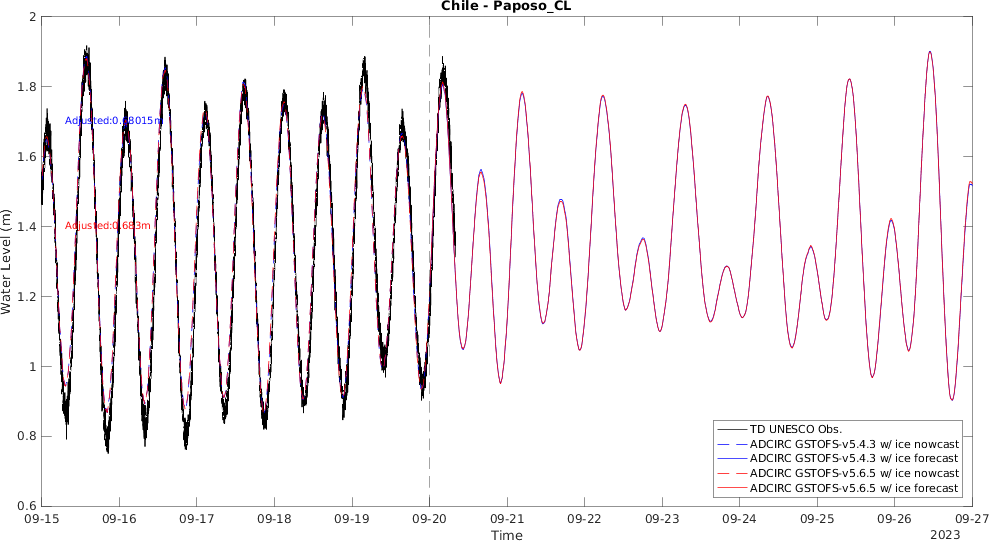 Chile - Paposo_CL
2
1.8
1.6
1.4
1.2
1
0.8
0.6
Water Level (m)
Adjusted:0.68015m
Adjusted:0.683m
TD UNESCO Obs.
ADCIRC GSTOFS-v5.4.3 w/ ice nowcast
ADCIRC GSTOFS-v5.4.3 w/ ice forecast
ADCIRC GSTOFS-v5.6.5 w/ ice nowcast
ADCIRC GSTOFS-v5.6.5 w/ ice forecast
09-15 09-16 09-17 09-18 09-19 09-20 09-21 09-22 09-23 09-24 09-25 09-26 09-27
Time
2023